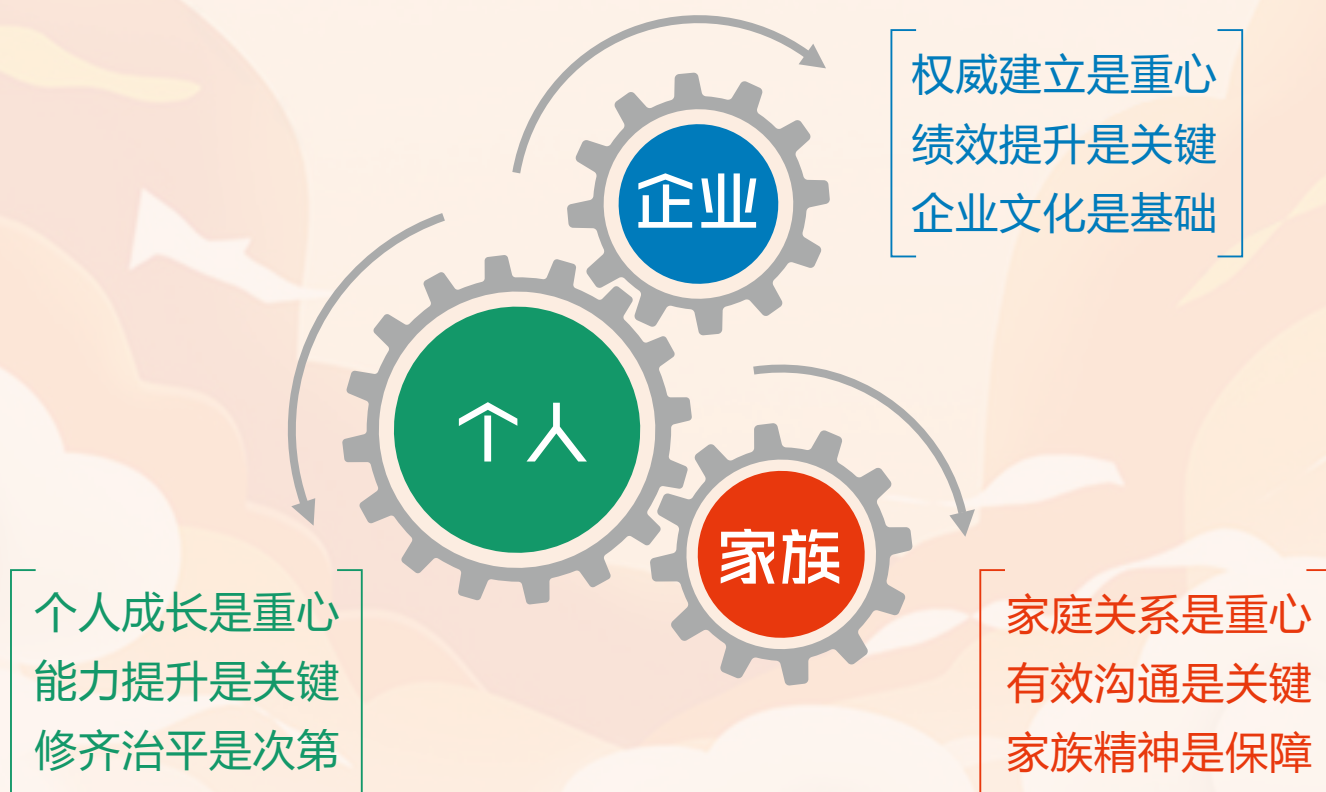 企业
权威建立是重心
绩效提升是关键
企业文化是基础
个人
个人成长是重心
能力提升是关键
修齐治平是次第
家族
家庭关系是重心
有效沟通是关键
家族精神是保障